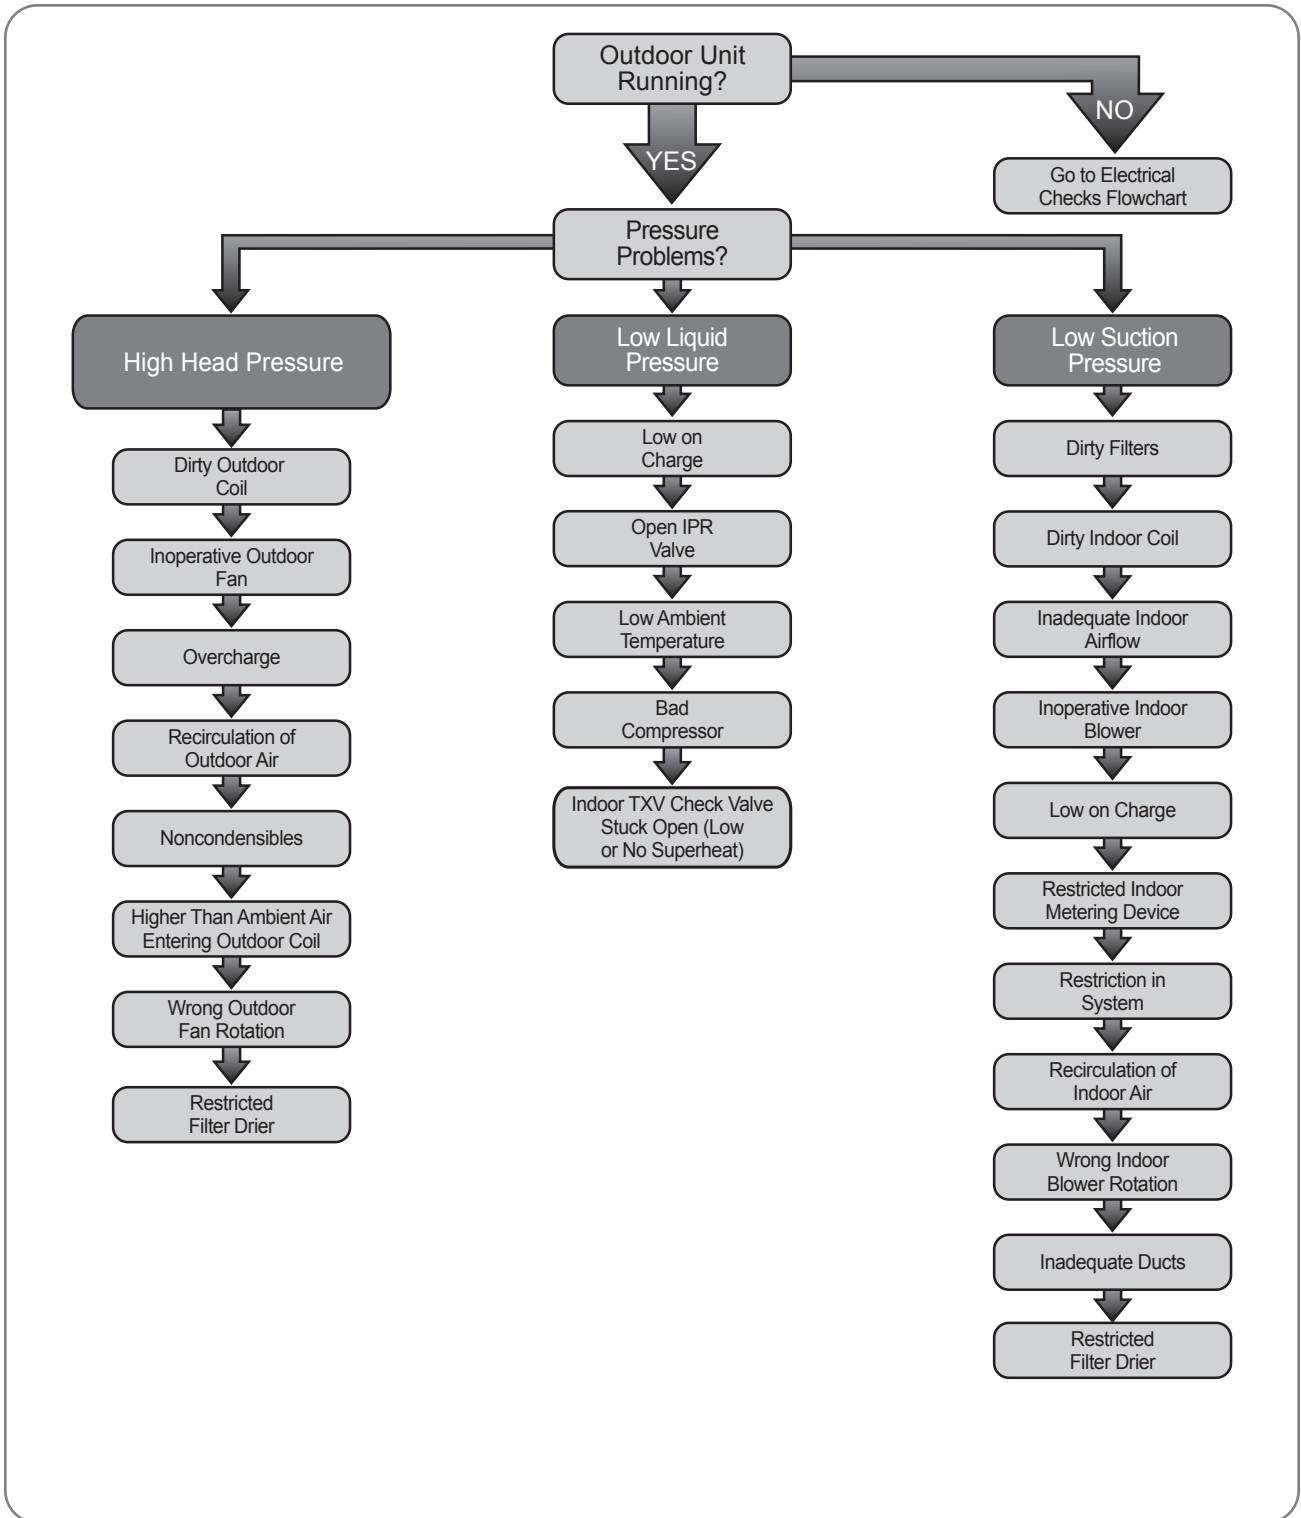 Outdoor Unit
Running?
NO
YES
Go to Electrical
Checks Flowchart
Pressure
Problems?
High Head Pressure
Dirty Outdoor
Coil
Inoperative Outdoor
Fan
Overcharge
Recirculation of
Outdoor Air
Noncondensibles
Higher Than Ambient Air
Entering Outdoor Coil
Wrong Outdoor
Fan Rotation
Restricted
Filter Drier
Low Liquid
Pressure
Low on
Charge
Open IPR
Valve
Low Ambient
Temperature
Bad
Compressor
Indoor TXV Check Valve
Stuck Open (Low
or No Superheat)
Low Suction
Pressure
Dirty Filters
Dirty Indoor Coil
Inadequate Indoor
Airflow
Inoperative Indoor
Blower
Low on Charge
Restricted Indoor
Metering Device
Restriction in
System
Recirculation of
Indoor Air
Wrong Indoor
Blower Rotation
Inadequate Ducts
Restricted
Filter Drier